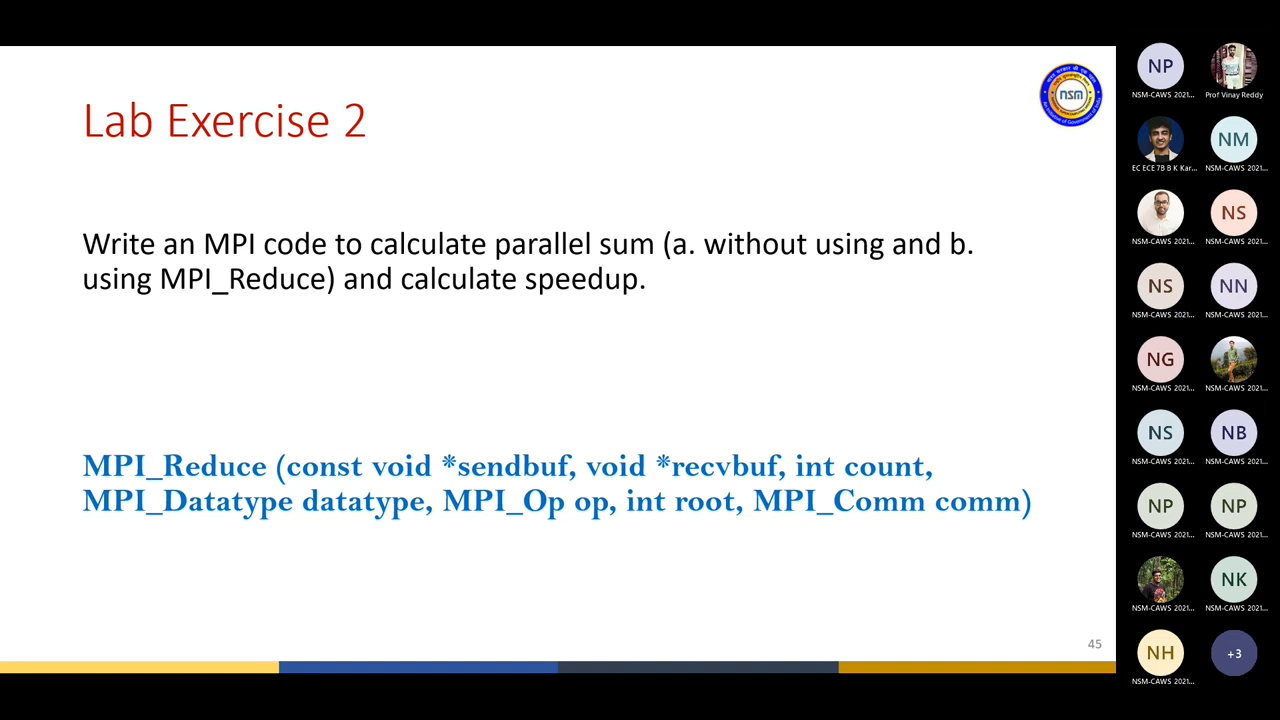 Lab Exercise 2
nsm
Write an MPI code to calculate parallel sum (a. without using and b.
using MPI_Reduce) and calculate speedup.
MPI_Reduce (const void *sendbuf, void *recvbuf, int count,
MPI_Datatype datatype, MPI_Op op, int root, MPI_Comm comm)
45
NP
NSM-CAWS 2021...
Prof Vinay Reddy
EC ECE 7B B K Kar...
NM
NSM-CAWS 2021...
NSM-CAWS 2021...
NS
NSM-CAWS 2021...
NS
NSM-CAWS 2021...
NN
NSM-CAWS 2021...
NG
NSM-CAWS 2021...
NSM-CAWS 2021...
NS
NSM-CAWS 2021...
NB
NSM-CAWS 2021...
NP
NSM-CAWS 2021...
NP
NSM-CAWS 2021...
NSM-CAWS 2021...
NK
NSM-CAWS 2021...
NH
NSM-CAWS 2021...
+3